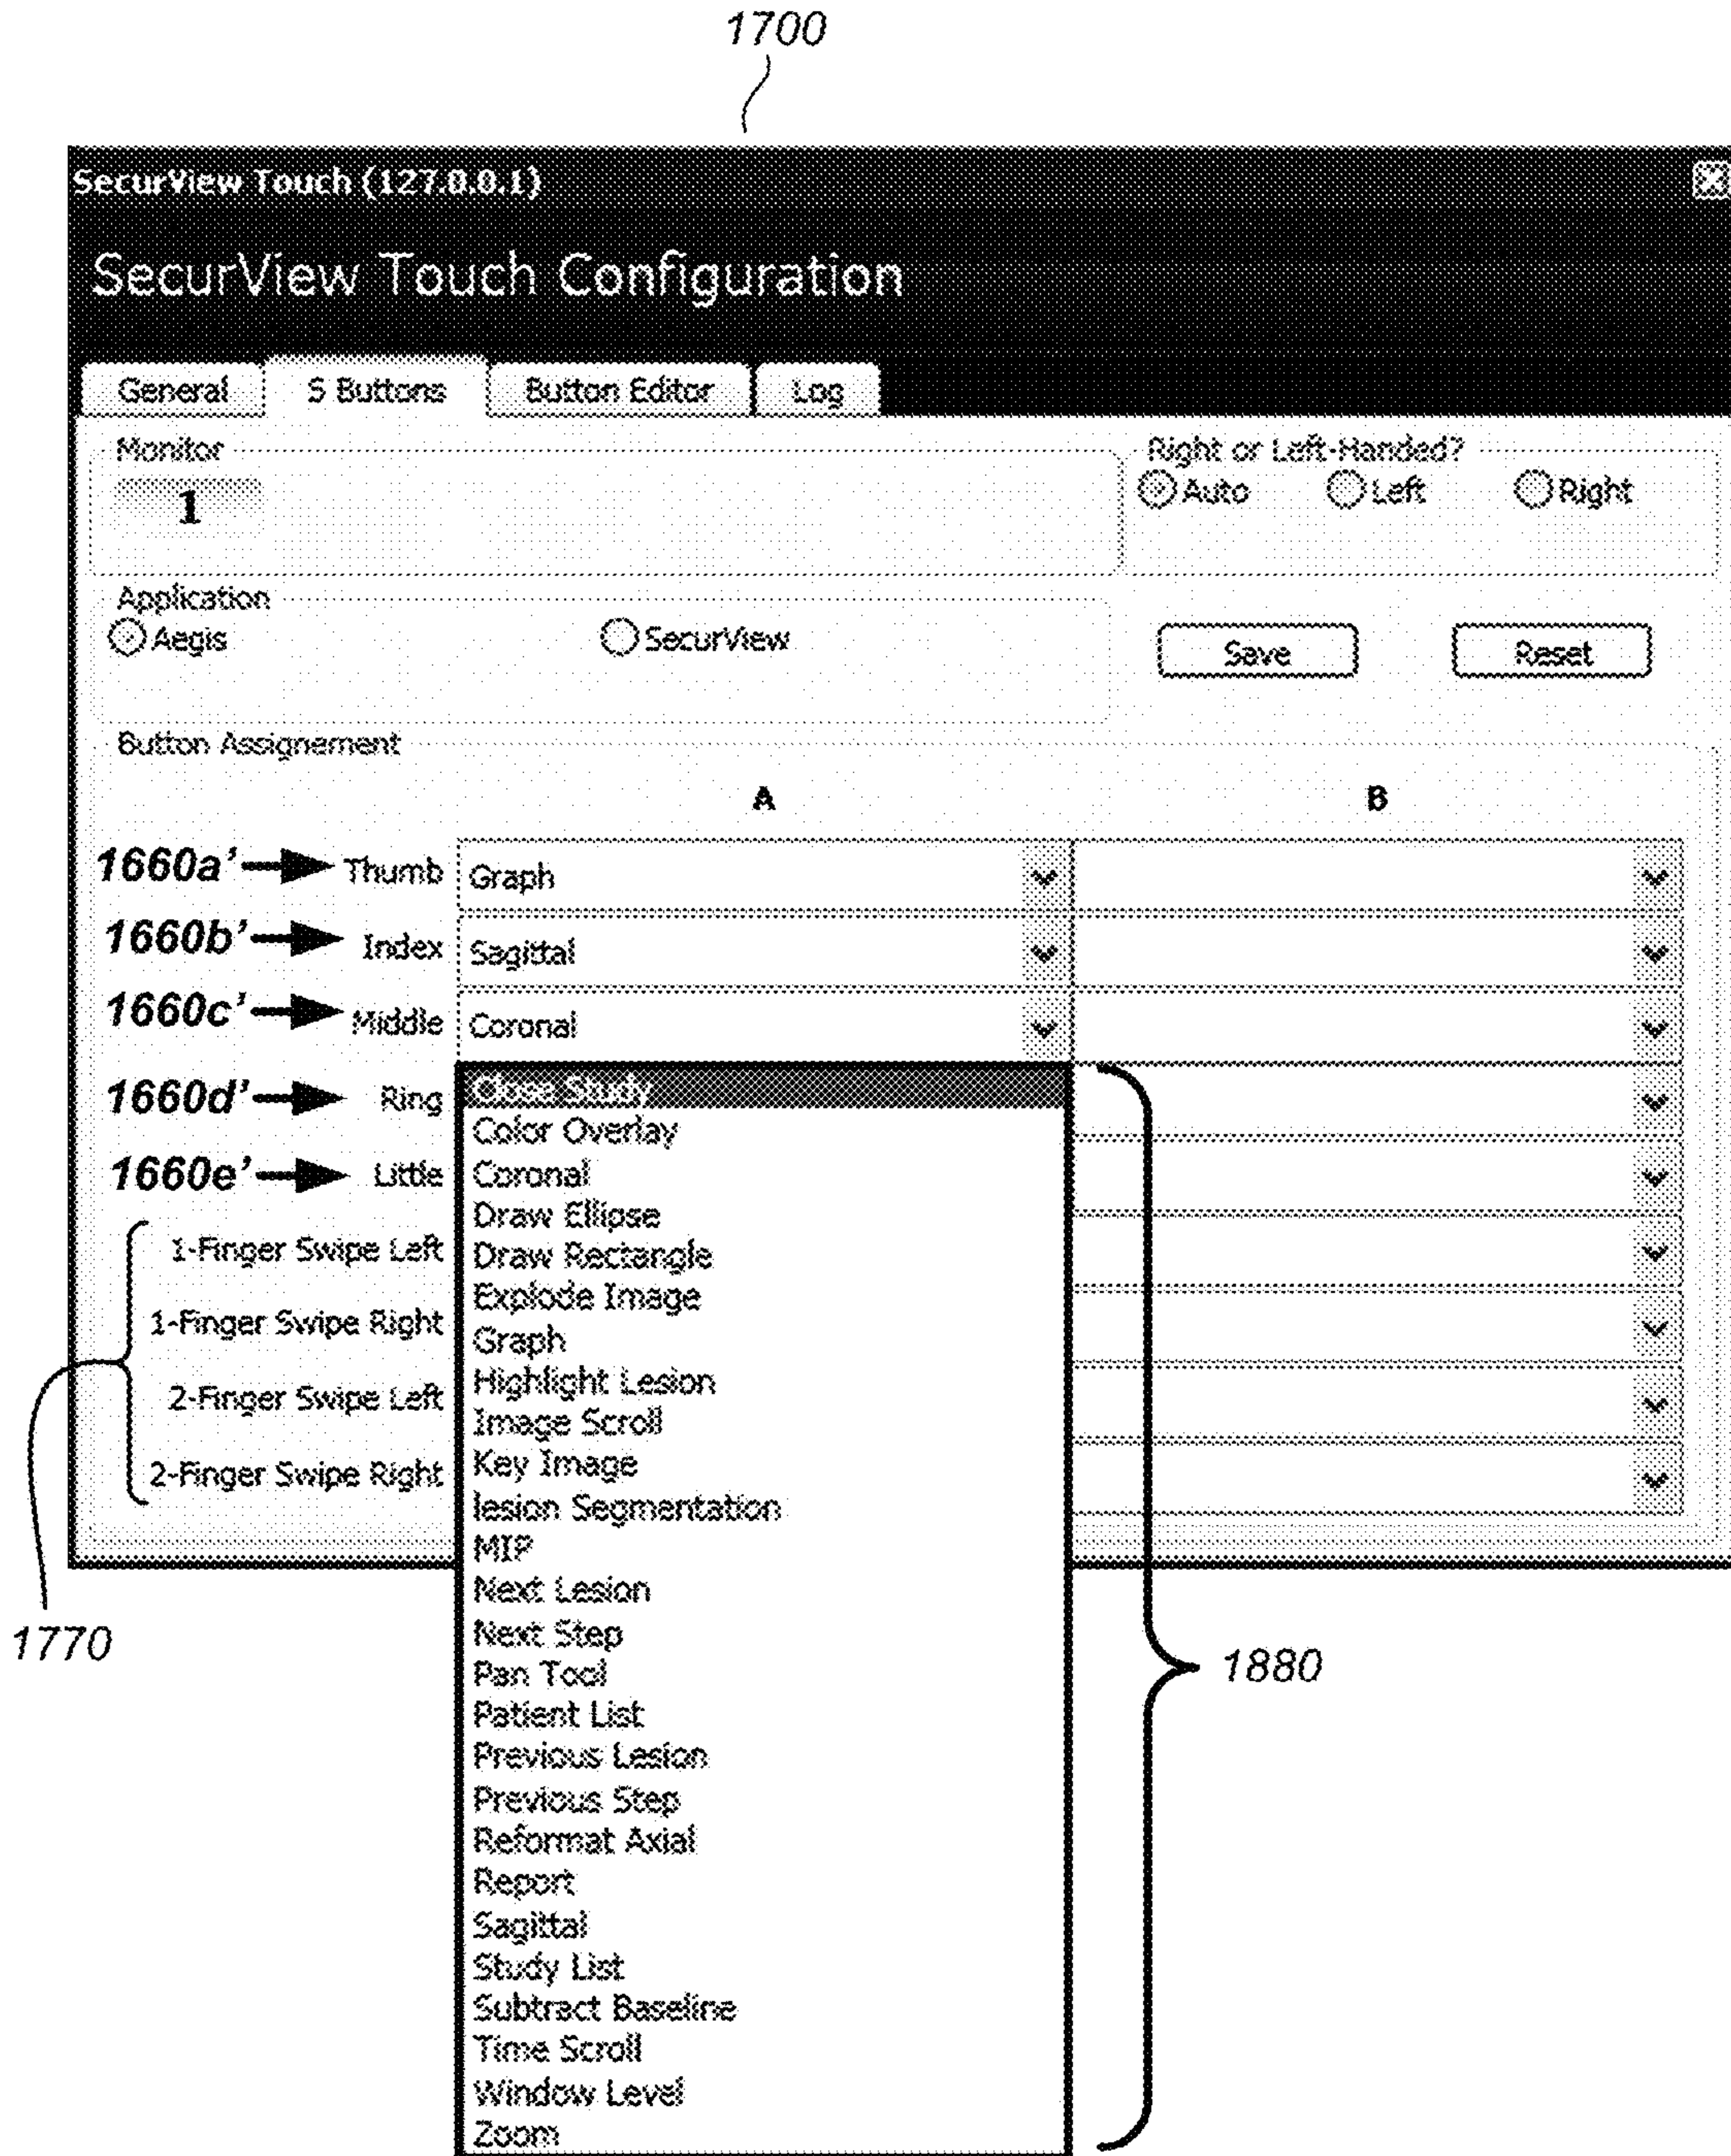 1700
SecurView Touch (127.0.0.1)
SecurView Touch Configuration
General 5 Buttons Button Editor Log
Monitor Right or Left-Handed?
1 Auto Left Right
Application
Aegis SecurView Save Reset
Button Assignement
A B
1660a' Thumb Graph
1660b' Index Sagittal
1660c' Middle Coronal
1660d' Ring Close Study
Color Overlay
1660e' Little Coronal
Draw Ellipse
1-Finger Swipe Left Draw Rectangle
Explode Image
1-Finger Swipe Right Graph
Highlight Lesion
2-Finger Swipe Left Image Scroll
2-Finger Swipe Right Key Image
lesion Segmentation
MIP
Next Lesion
Next Step
1770 Pan Tool 1880
Patient List
Previous Lesion
Previous Step
Reformat Axial
Report
Sagittal
Study List
Subtract Baseline
Time Scroll
Window Level
Zoom